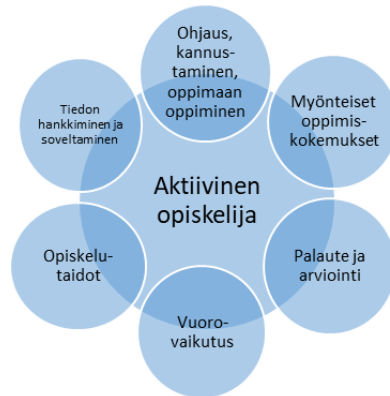 Ohjaus,
kannus-
taminen,
oppimaan
oppiminen
Myönteiset
oppimis-
kokemukset
Palaute ja
arviointi
Vuoro-
vaikutus
Opiskelu-
taidot
Tiedon
hankkiminen ja
soveltaminen
Aktiivinen
opiskelija